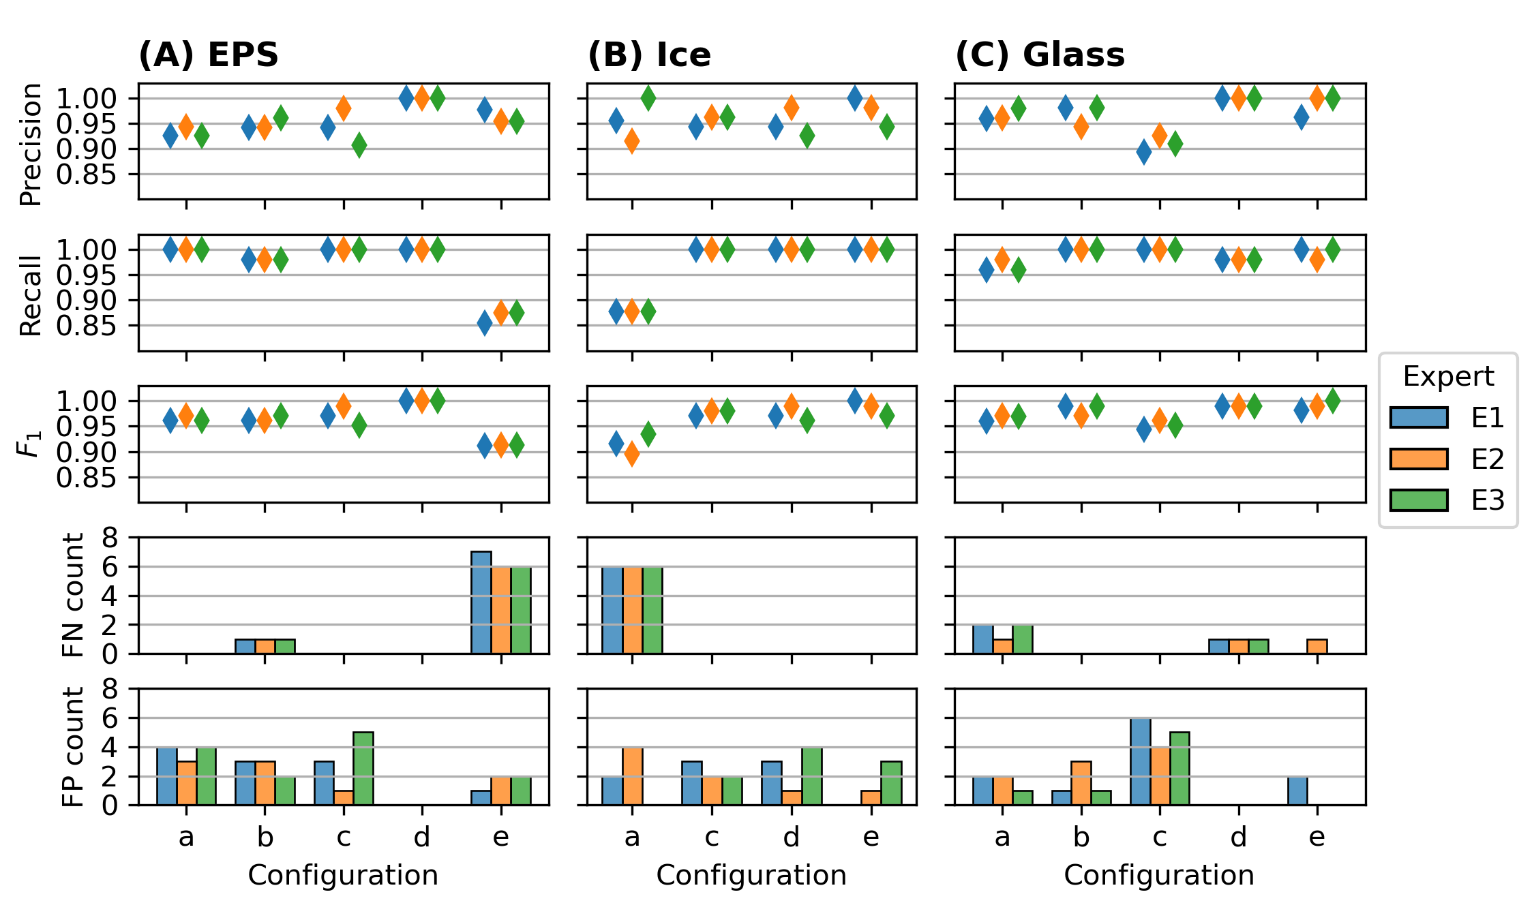 (A) EPS
(B) Ice
(C) Glass
Precision
1.00
0.95
0.90
0.85
Recall
1.00
0.95
0.90
0.85
F1
1.00
0.95
0.90
0.85
FN count
8
6
4
2
0
FP count
8
6
4
2
0
a b c d e
a c d e
a b c d e
Configuration
Configuration
Configuration
Expert
E1
E2
E3